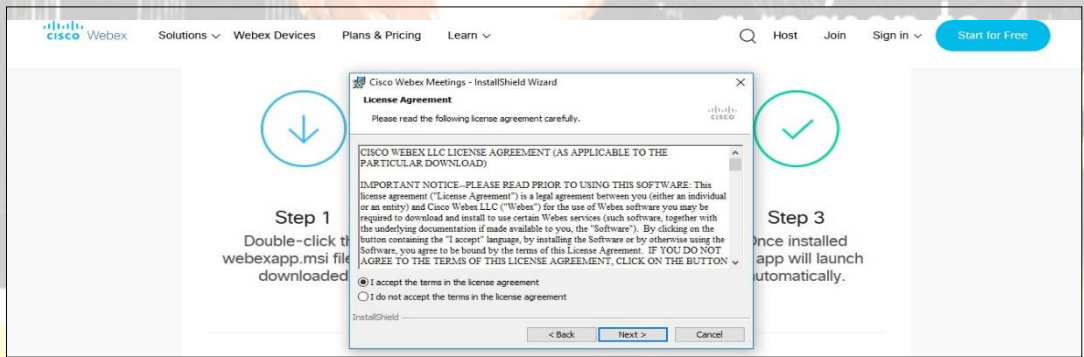 CISCO Webex Solutions Webex Devices Plans & Pricing Learn Host Join Sign in Start for Free
Cisco Webex Meetings - InstallShield Wizard
License Agreement
Please read the following license agreement carefully.
CISCO
CISCO WEBEX LLC LICENSE AGREEMENT (AS APPLICABLE TO THE
PARTICULAR DOWNLOAD)
IMPORTANT NOTICE--PLEASE READ PRIOR TO USING THIS SOFTWARE: This
license agreement ("License Agreement") is a legal agreement between you (either an individual
or an entity) and Cisco Webex LLC ("Webex") for the use of Webex software you may be
required to download and install to use certain Webex services (such software, together with
the underlying documentation if made available to you, the "Software"). By clicking on the
button containing the "I accept" language, by installing the Software or by otherwise using the
Software, you agree to be bound by the terms of this License Agreement. IF YOU DO NOT
AGREE TO THE TERMS OF THIS LICENSE AGREEMENT, CLICK ON THE BUTTON
I accept the terms in the license agreement
I do not accept the terms in the license agreement
InstallShield
< Back Next > Cancel
Step 1
Double-click
webexapp.msi
downloaded
Step 3
installed
app will launch